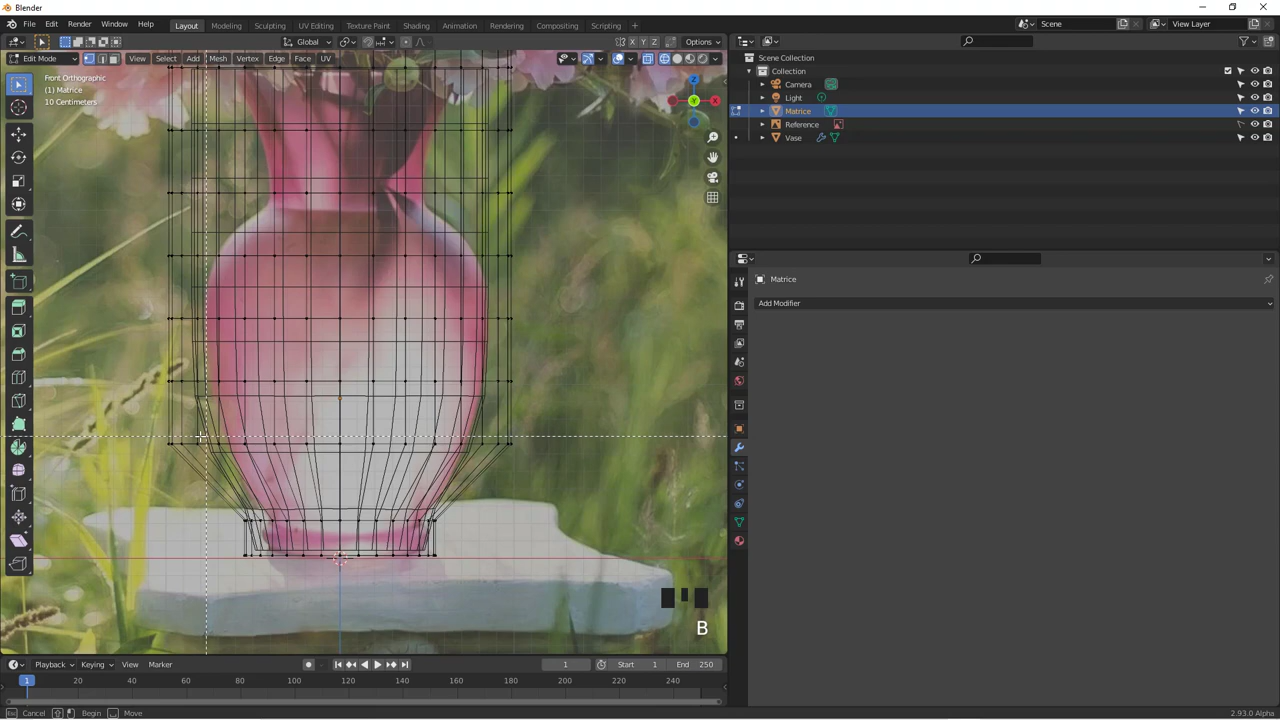 Blender
File Edit Render Window Help Layout Modeling Sculpting UV Editing Texture Paint Shading Animation Rendering Compositing Scripting + Scene View Layer
Global X Y Z Options
Edit Mode View Select Add Mesh Vertex Edge Face UV
Front Orthographic
(1) Matrice
10 Centimeters
Z
Y
X
Scene Collection
Collection
Camera
Light
Matrice
Reference
Vase
Matrice
Add Modifier
B
Playback Keying View Marker 1 Start 1 End 250
1 20 40 60 80 100 120 140 160 180 200 220 240
Esc Cancel Begin Move 2.93.0 Alpha